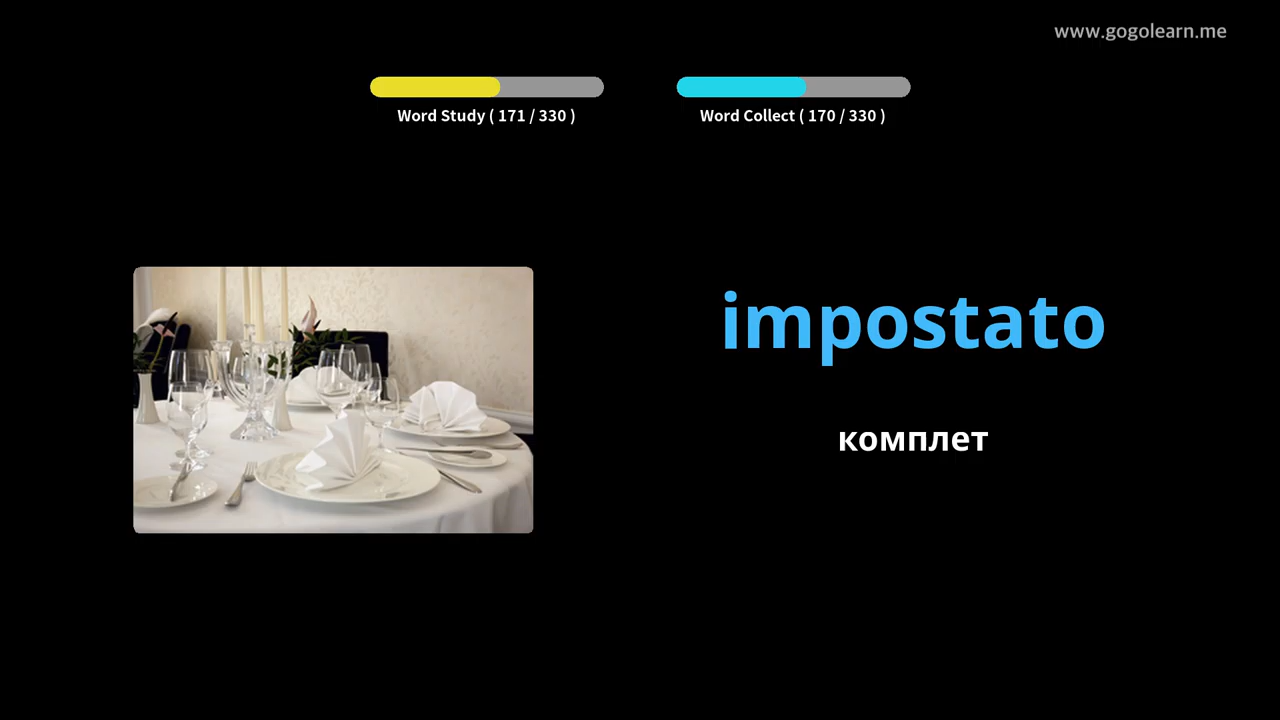 www.gogolearn.me
Word Study ( 171 / 330 )
Word Collect ( 170 / 330 )
impostato
комплет